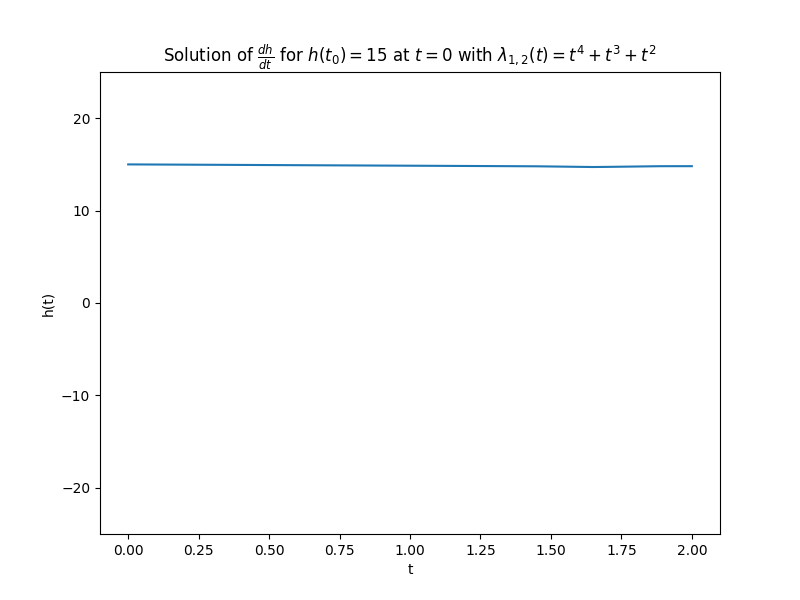 Solution of $\frac{dh}{dt}$ for $h(t_0) = 15$ at $t = 0$ with $\lambda_{1,2}(t) = t^4 + t^3 + t^2$
20
10
0
−10
−20
h(t)
0.00 0.25 0.50 0.75 1.00 1.25 1.50 1.75 2.00
t